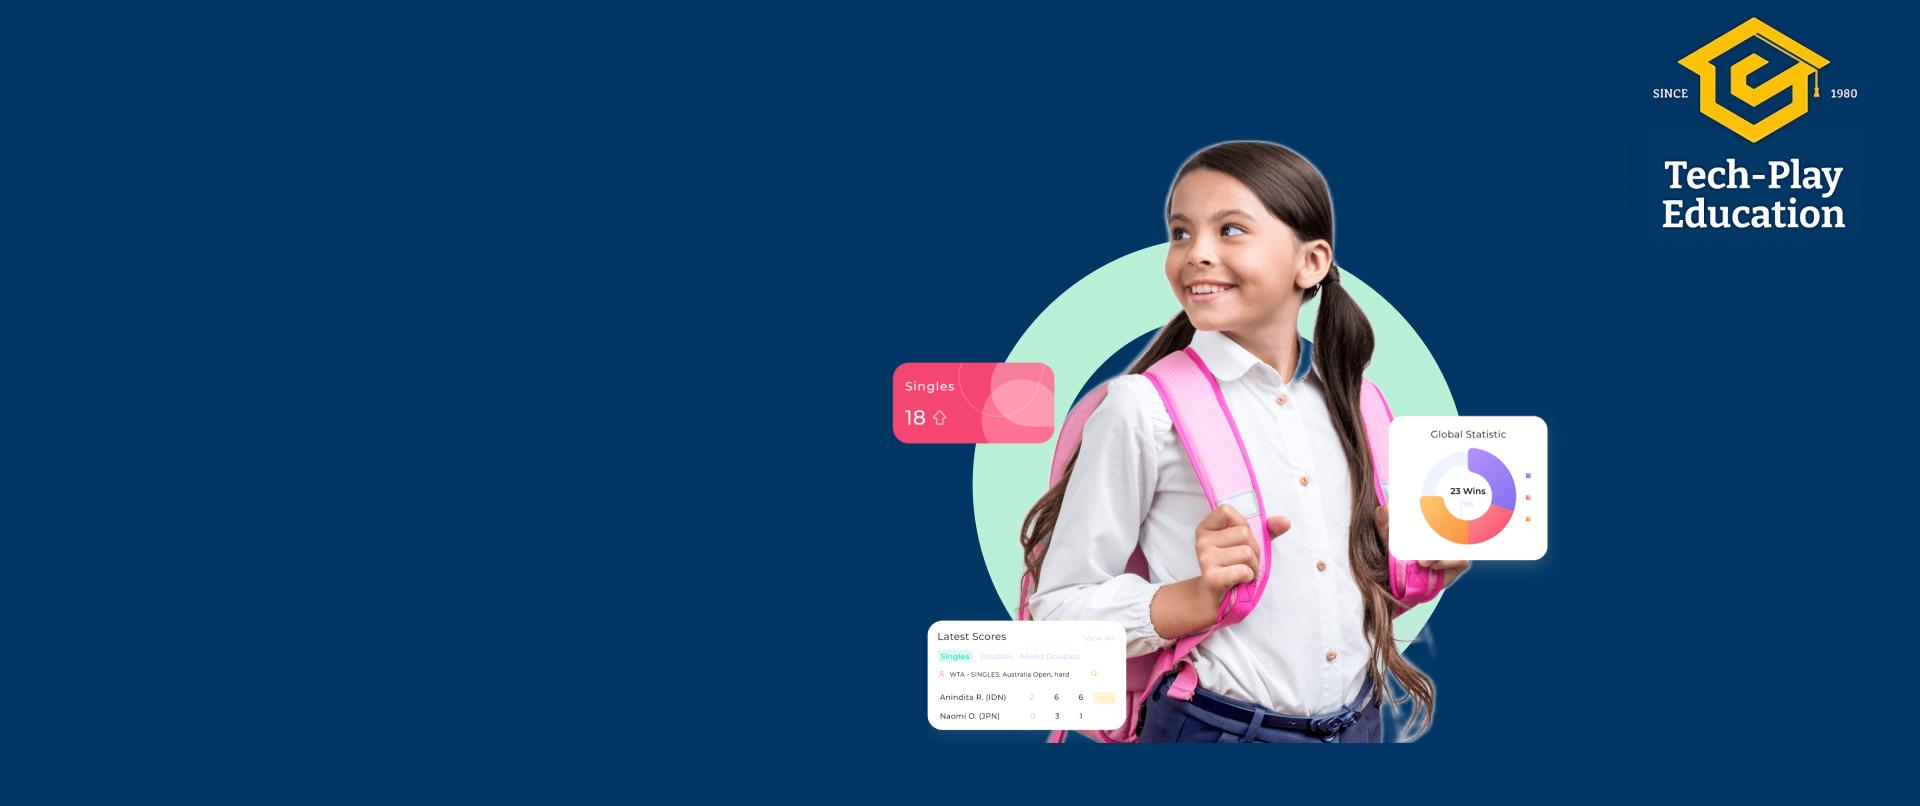 SINCE 1980
Tech-Play
Education
Singles
18
Global Statistic
23 Wins
Latest Scores View All
Singles Doubles Mixed Doubles
WTA - SINGLES: Australia Open, hard
Anindita R. (IDN) 2 6 6
Naomi O. (JPN) 0 3 1